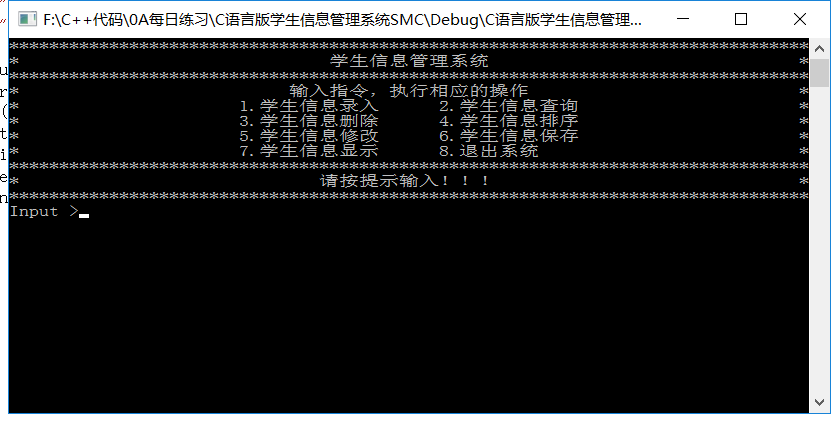 F:\C++代码\0A每日练习\C语言版学生信息管理系统SMC\Debug\C语言版学生信息管理...
********************************************************************************
* 学生信息管理系统 *
********************************************************************************
* 输入指令，执行相应的操作 *
* 1.学生信息录入 2.学生信息查询 *
* 3.学生信息删除 4.学生信息排序 *
* 5.学生信息修改 6.学生信息保存 *
* 7.学生信息显示 8.退出系统 *
********************************************************************************
* 请按提示输入！！！ *
********************************************************************************
Input >